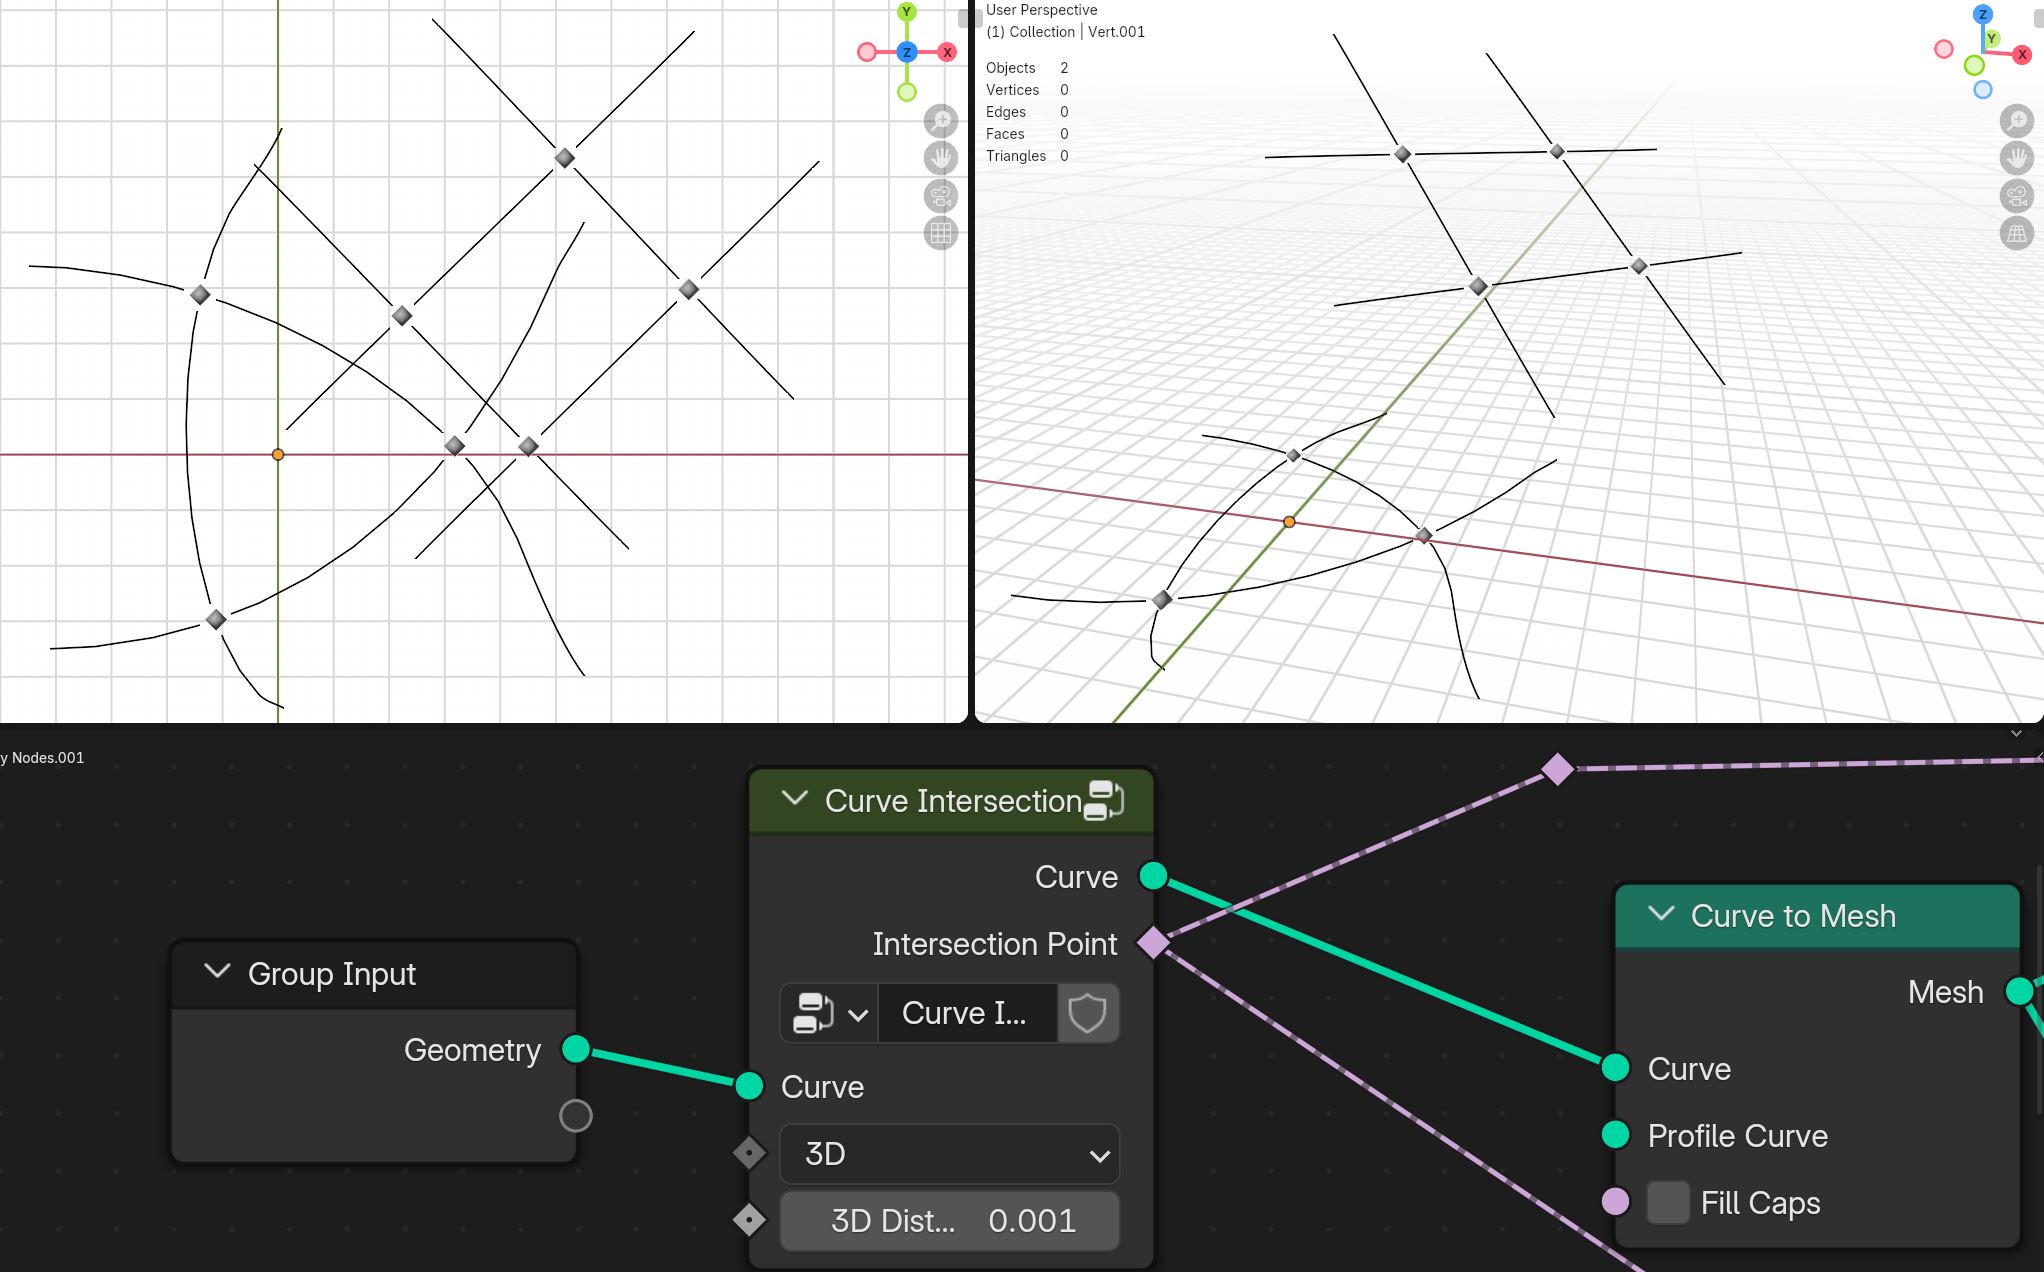 Y
Z
X
User Perspective
(1) Collection | Vert.001
Objects 2
Vertices 0
Edges 0
Faces 0
Triangles 0
Z
Y
X
y Nodes.001
Group Input
Geometry
Curve Intersection
Curve
Intersection Point
Curve I...
Curve
3D
3D Dist... 0.001
Curve to Mesh
Mesh
Curve
Profile Curve
Fill Caps